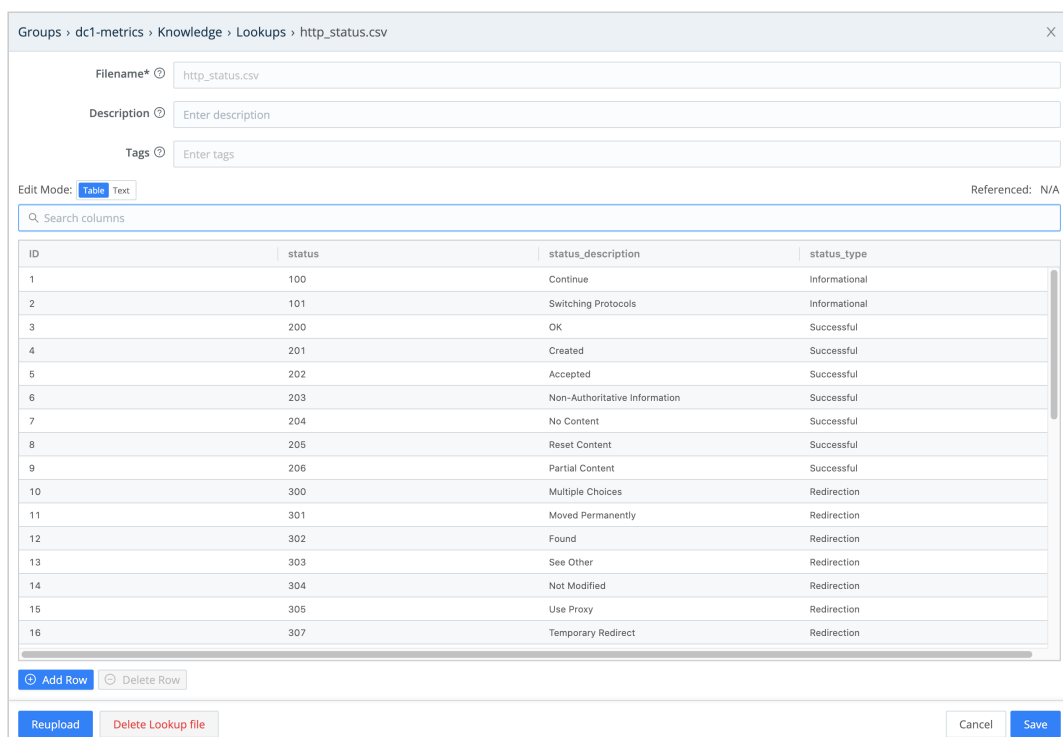 Groups › dc1-metrics › Knowledge › Lookups › http_status.csv X
Filename* ? http_status.csv
Description ? Enter description
Tags ? Enter tags
Edit Mode: Table Text Referenced: N/A
Search columns
ID status status_description status_type
1 100 Continue Informational
2 101 Switching Protocols Informational
3 200 OK Successful
4 201 Created Successful
5 202 Accepted Successful
6 203 Non-Authoritative Information Successful
7 204 No Content Successful
8 205 Reset Content Successful
9 206 Partial Content Successful
10 300 Multiple Choices Redirection
11 301 Moved Permanently Redirection
12 302 Found Redirection
13 303 See Other Redirection
14 304 Not Modified Redirection
15 305 Use Proxy Redirection
16 307 Temporary Redirect Redirection
Add Row Delete Row
Reupload Delete Lookup file Cancel Save